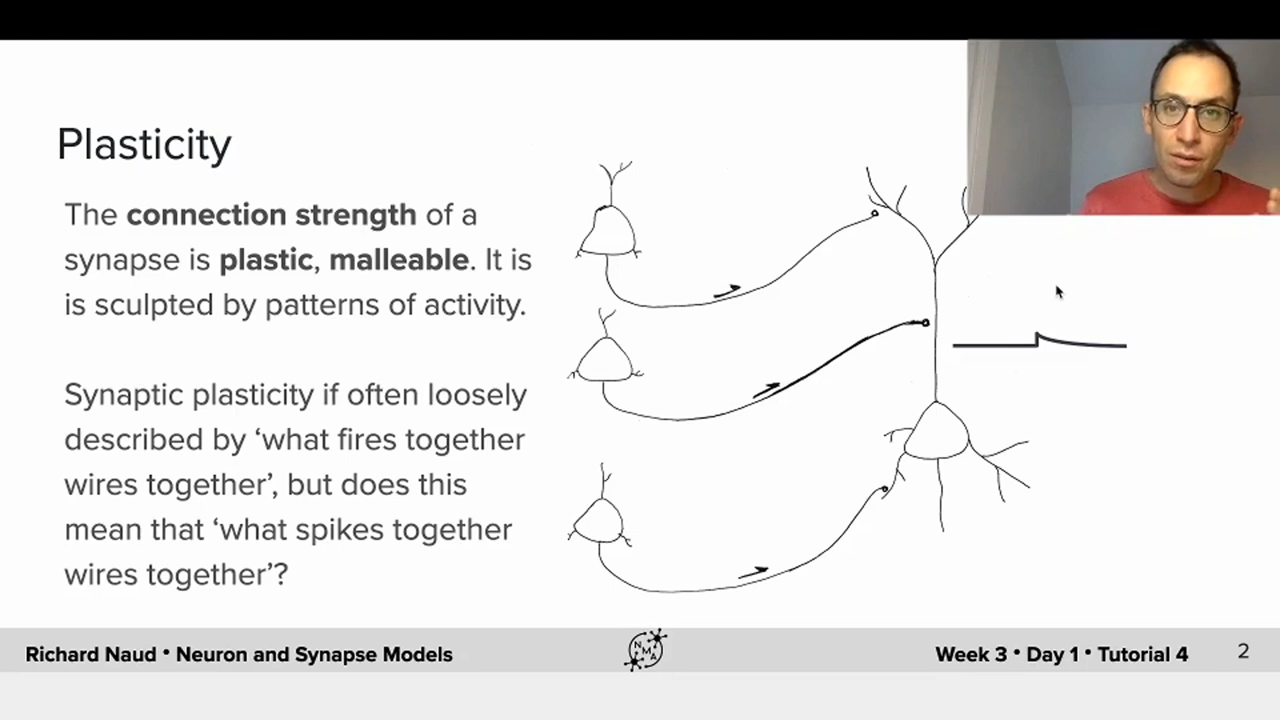 Plasticity
The connection strength of a
synapse is plastic, malleable. It is
is sculpted by patterns of activity.
Synaptic plasticity if often loosely
described by ‘what fires together
wires together’, but does this
mean that ‘what spikes together
wires together’?
Richard Naud • Neuron and Synapse Models
NMA
Week 3 • Day 1 • Tutorial 4
2